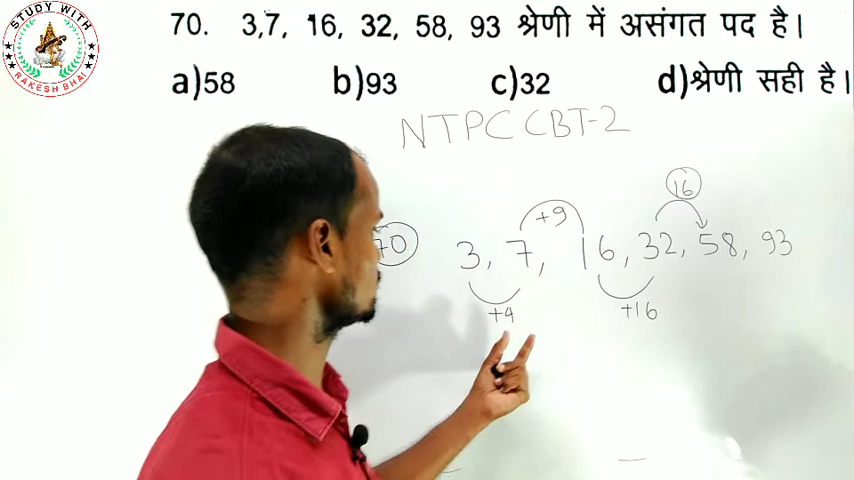 STUDY WITH
RAKESH BHAI
70. 3,7, 16, 32, 58, 93 श्रेणी में असंगत पद है।
a)58 b)93 c)32 d)श्रेणी सही है।
NTPC CBT-2
16
+9
70 3, 7, 16, 32, 58, 93
+4 +16